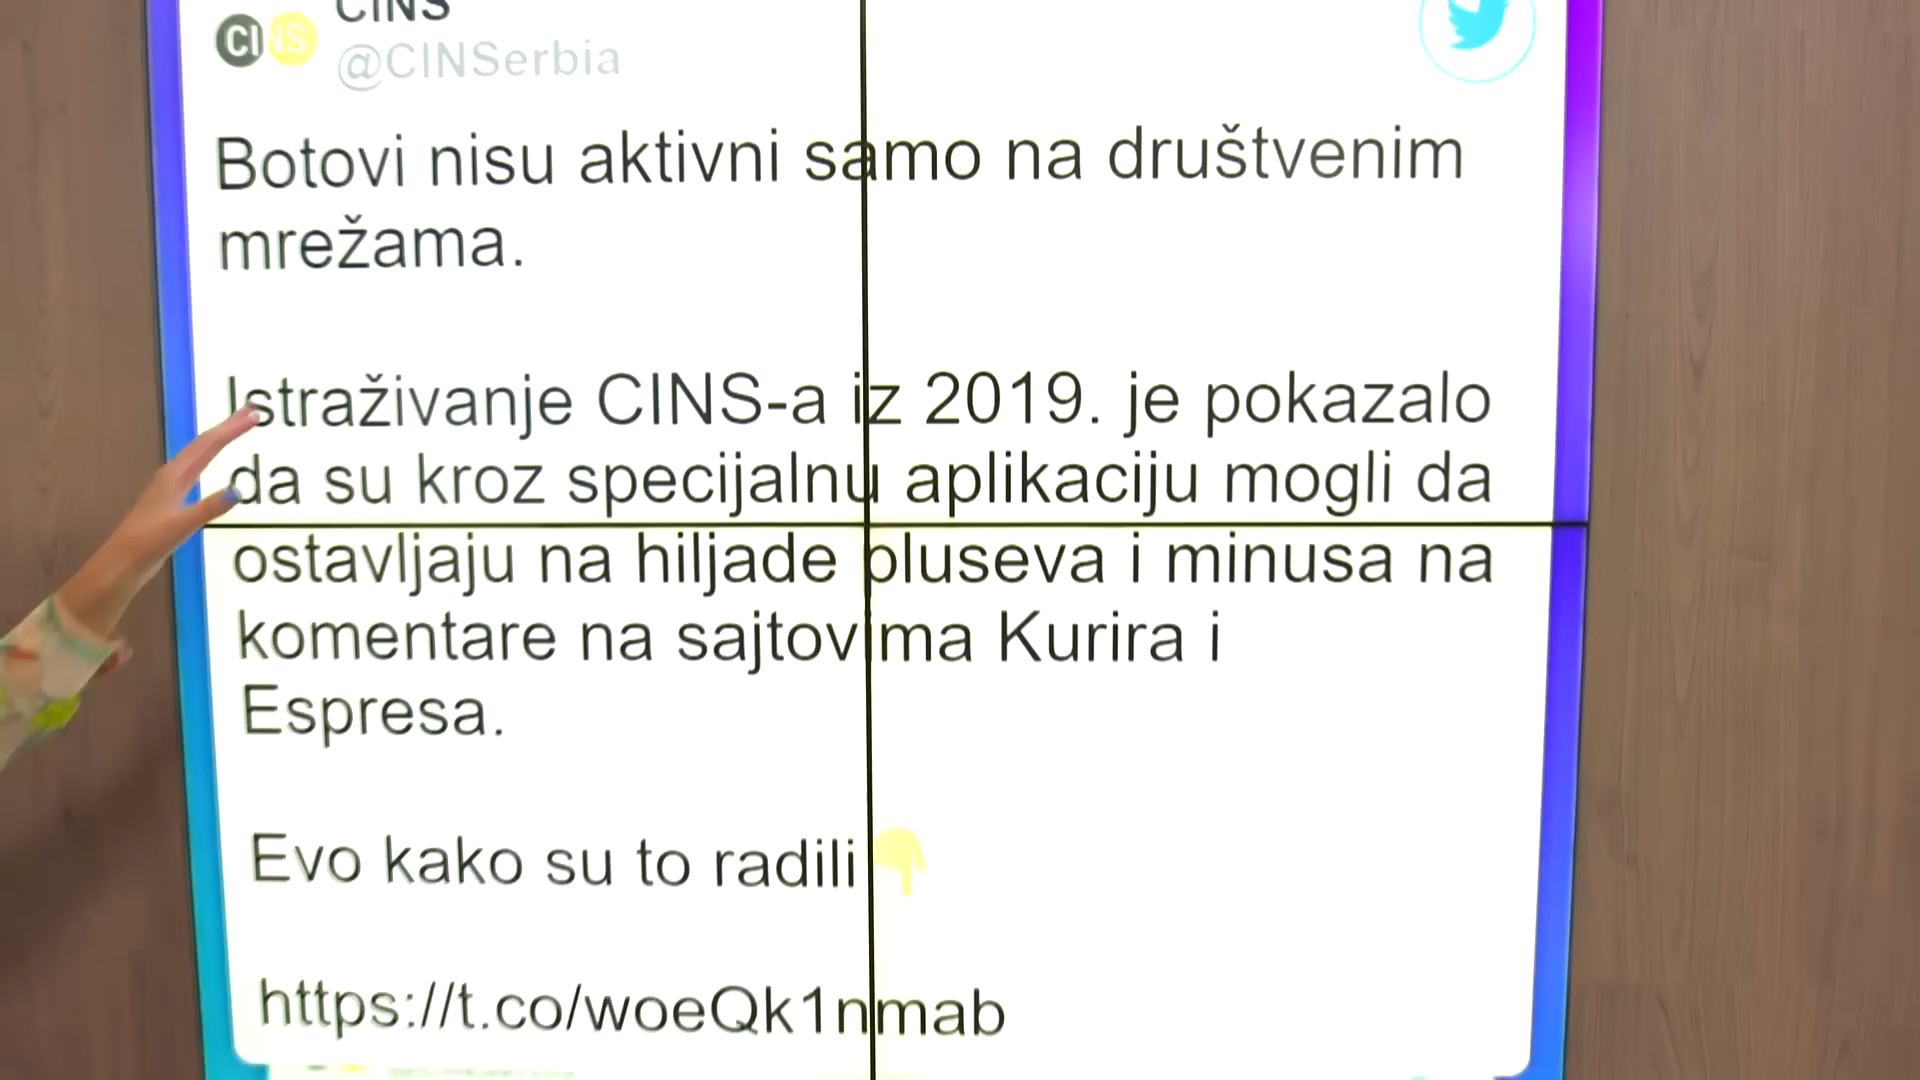 CINS
CINS
@CINSerbia
Botovi nisu aktivni samo na društvenim
mrežama.
Istraživanje CINS-a iz 2019. je pokazalo
da su kroz specijalnu aplikaciju mogli da
ostavljaju na hiljade pluseva i minusa na
komentare na sajtovima Kurira i
Espresa.
Evo kako su to radili
https://t.co/woeQk1nmab